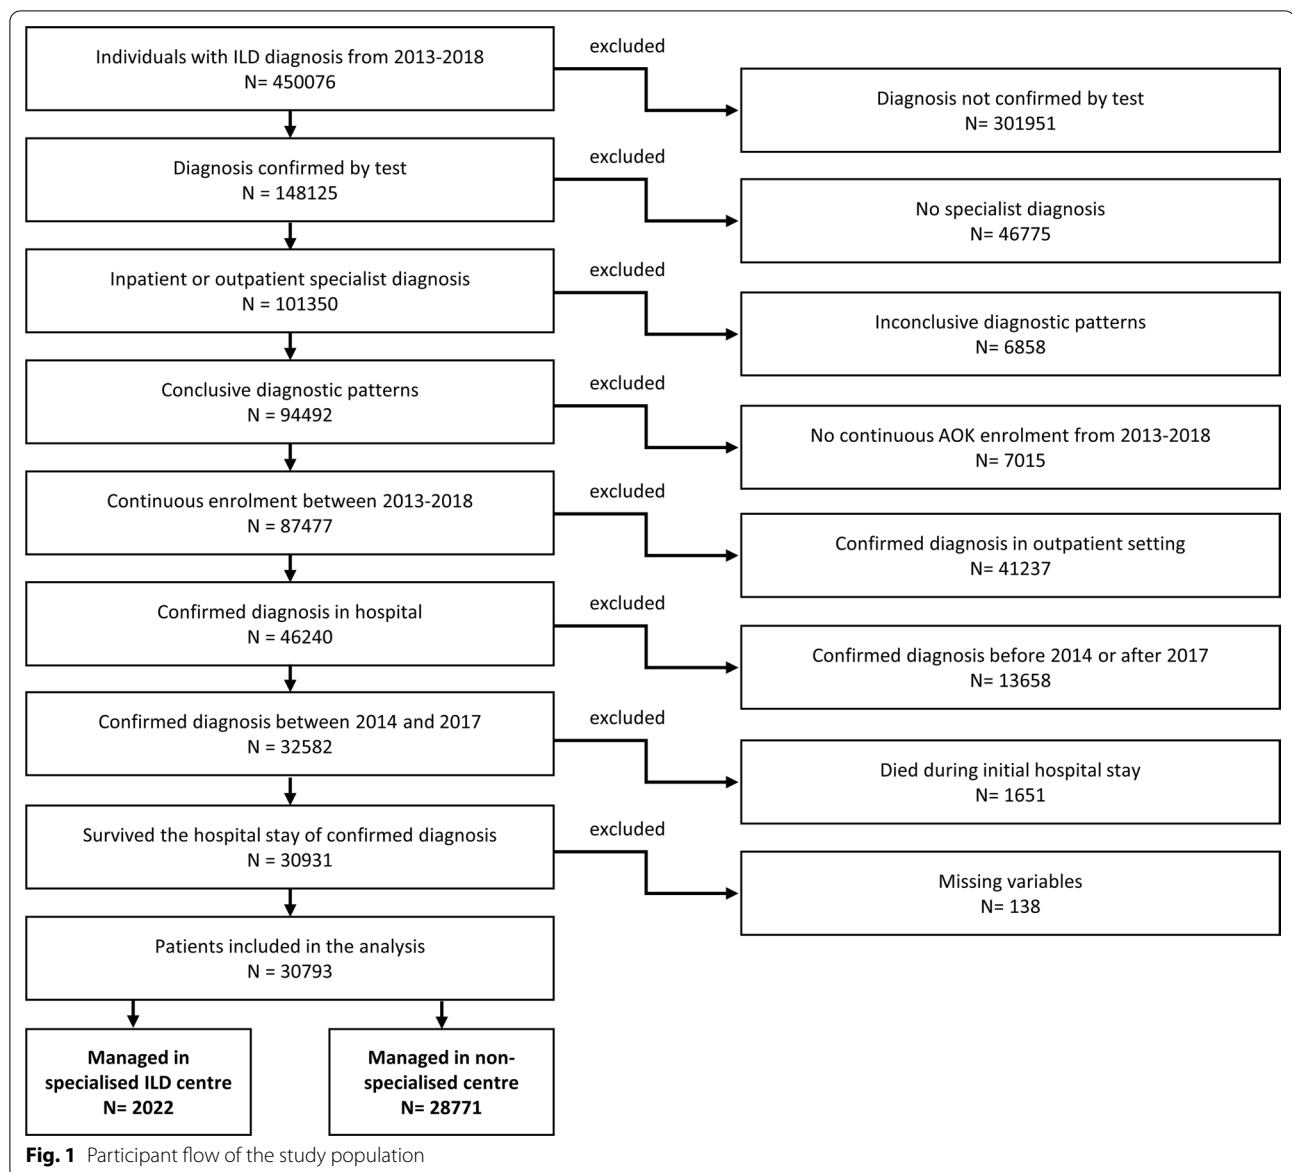 Individuals with ILD diagnosis from 2013-2018
N= 450076
excluded
Diagnosis not confirmed by test
N= 301951
Diagnosis confirmed by test
N = 148125
excluded
No specialist diagnosis
N= 46775
Inpatient or outpatient specialist diagnosis
N = 101350
excluded
Inconclusive diagnostic patterns
N= 6858
Conclusive diagnostic patterns
N = 94492
excluded
No continuous AOK enrolment from 2013-2018
N= 7015
Continuous enrolment between 2013-2018
N = 87477
excluded
Confirmed diagnosis in outpatient setting
N= 41237
Confirmed diagnosis in hospital
N = 46240
excluded
Confirmed diagnosis before 2014 or after 2017
N= 13658
Confirmed diagnosis between 2014 and 2017
N = 32582
excluded
Died during initial hospital stay
N= 1651
Survived the hospital stay of confirmed diagnosis
N = 30931
excluded
Missing variables
N= 138
Patients included in the analysis
N = 30793
Managed in
specialised ILD centre
N= 2022
Managed in non-
specialised centre
N= 28771
Fig. 1 Participant flow of the study population